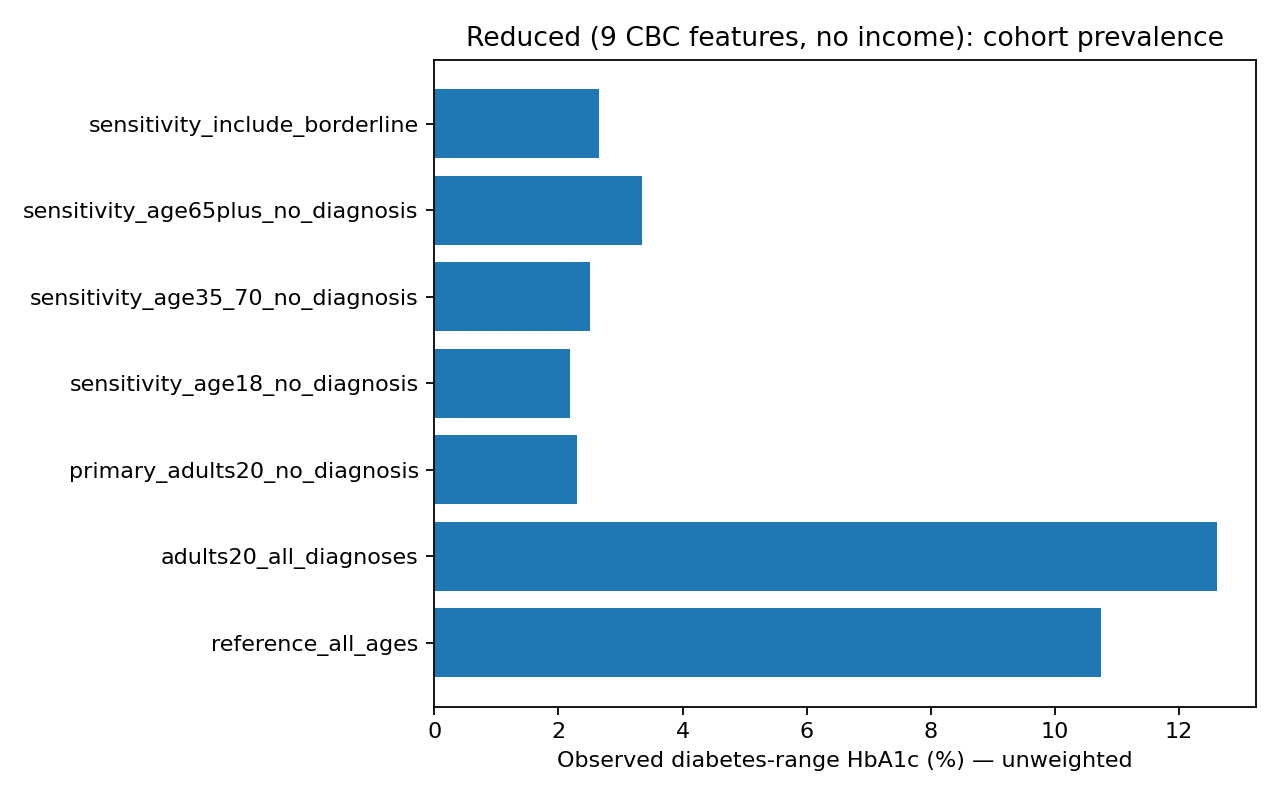 Reduced (9 CBC features, no income): cohort prevalence
sensitivity_include_borderline
sensitivity_age65plus_no_diagnosis
sensitivity_age35_70_no_diagnosis
sensitivity_age18_no_diagnosis
primary_adults20_no_diagnosis
adults20_all_diagnoses
reference_all_ages
0 2 4 6 8 10 12
Observed diabetes-range HbA1c (%) — unweighted